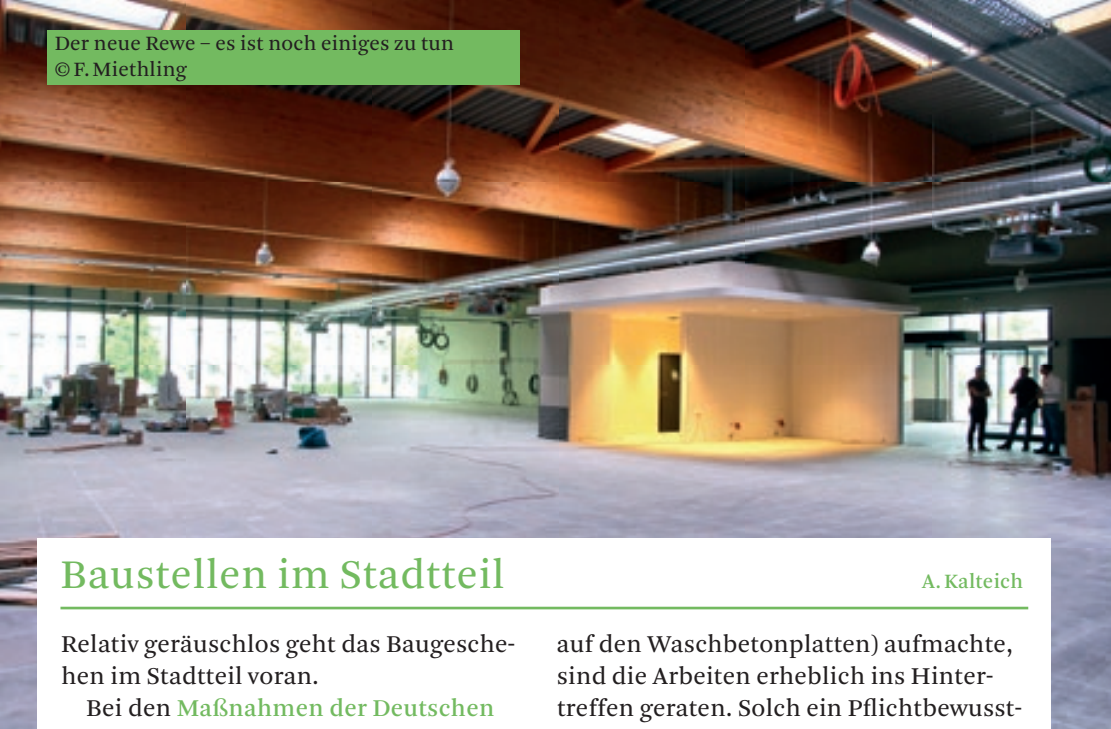 Der neue Rewe – es ist noch einiges zu tun
© F. Miethling
Baustellen im Stadtteil
A. Kalteich
Relativ geräuschlos geht das Baugesche-
hen im Stadtteil voran.
Bei den Maßnahmen der Deutschen
auf den Waschbetonplatten) aufmachte,
sind die Arbeiten erheblich ins Hinter-
treffen geraten. Solch ein Pflichtbewusst-